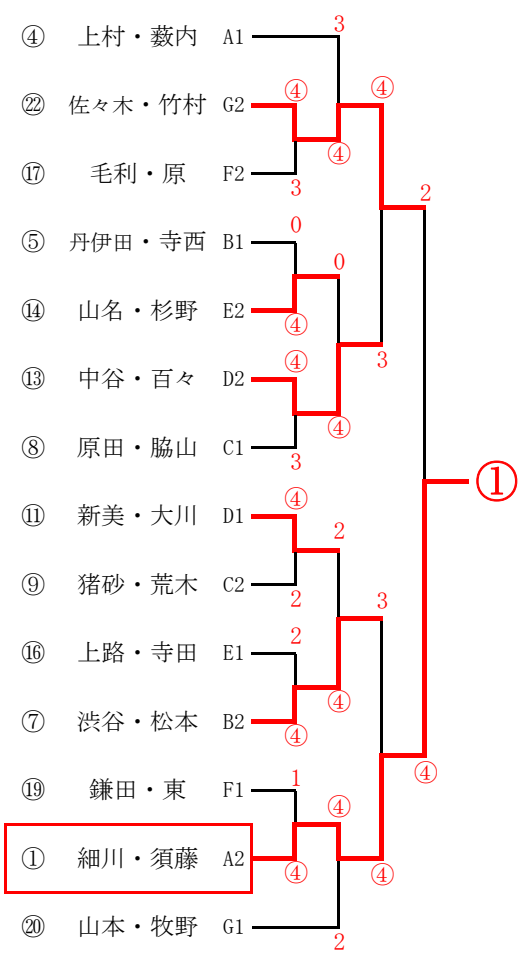 ④ 上村・薮内 A1 3
㉒ 佐々木・竹村 G2 ④ ④
④
⑰ 毛利・原 F2 3
2
⑤ 丹伊田・寺西 B1 0
0
⑭ 山名・杉野 E2 ④
3
⑬ 中谷・百々 D2 ④
④
⑧ 原田・脇山 C1 3
①
⑪ 新美・大川 D1 ④
2
⑨ 猪砂・荒木 C2 2
3
⑯ 上路・寺田 E1 2
④
⑦ 渋谷・松本 B2 ④
④
⑲ 鎌田・東 F1 1
④
① 細川・須藤 A2 ④ ④
⑳ 山本・牧野 G1 2